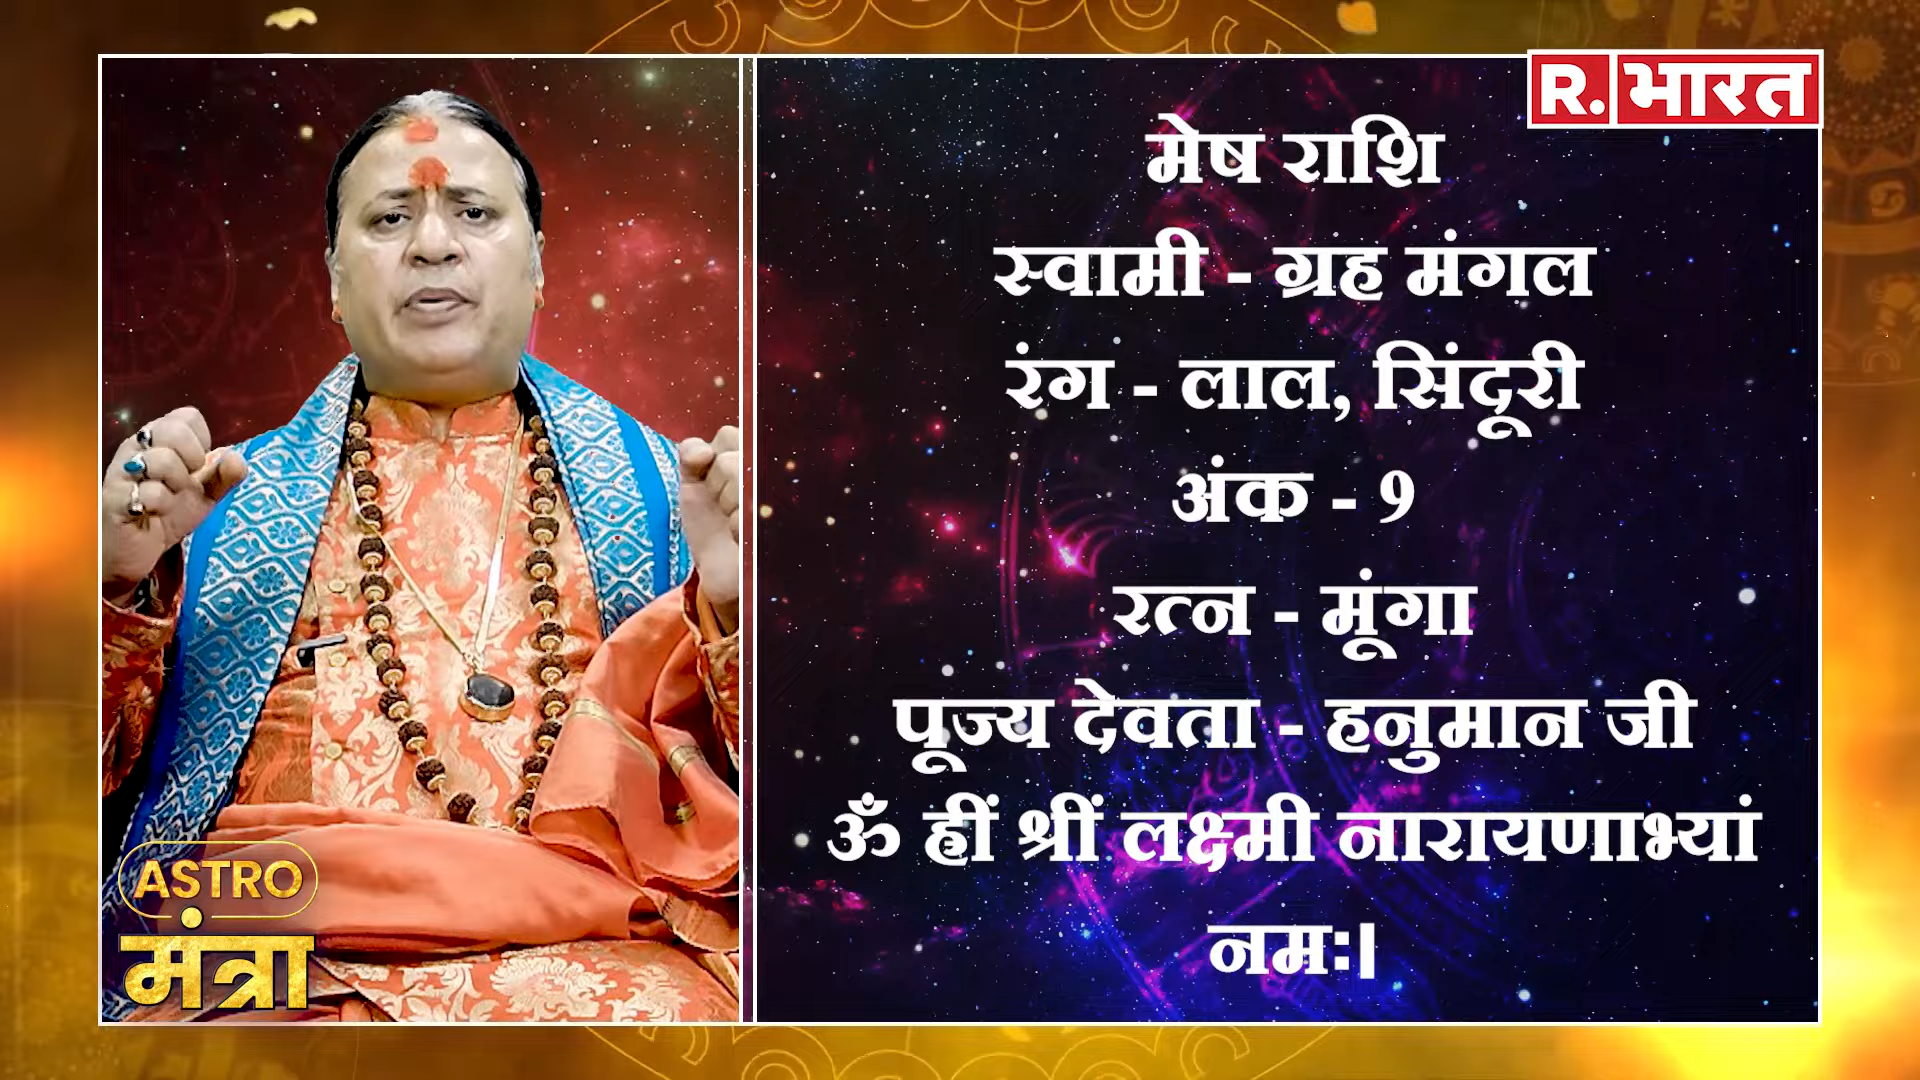 R. भारत
मेष राशि
स्वामी - ग्रह मंगल
रंग - लाल, सिंदूरी
अंक - 9
रत्न - मूंगा
पूज्य देवता - हनुमान जी
ॐ ह्रीं श्रीं लक्ष्मी नारायणाभ्यां
नमः।
ASTRO
मंत्रा